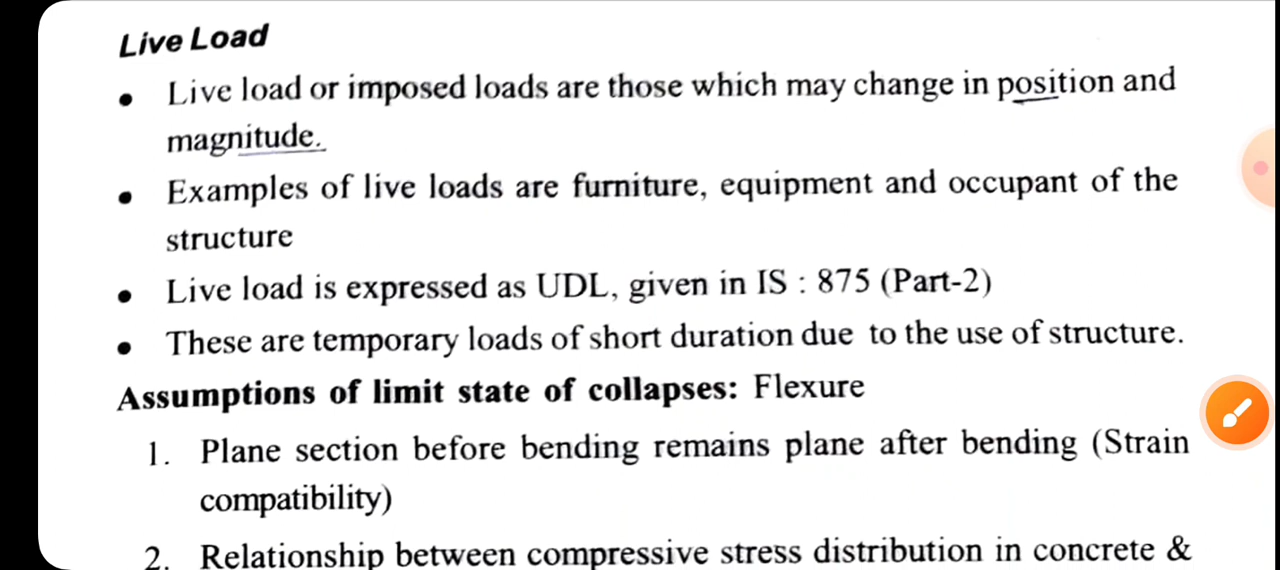 Live Load
• Live load or imposed loads are those which may change in position and
magnitude.
• Examples of live loads are furniture, equipment and occupant of the
structure
• Live load is expressed as UDL, given in IS : 875 (Part-2)
• These are temporary loads of short duration due to the use of structure.
Assumptions of limit state of collapses: Flexure
1. Plane section before bending remains plane after bending (Strain
compatibility)
2. Relationship between compressive stress distribution in concrete &